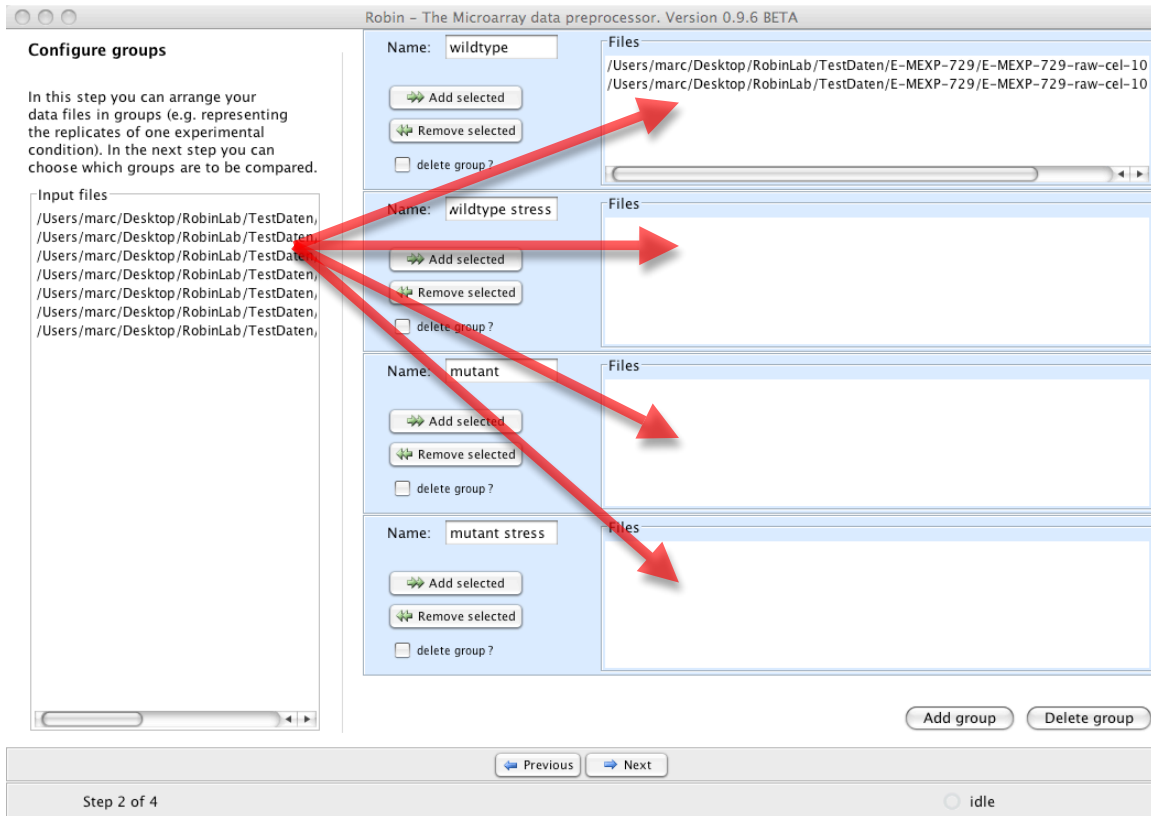 Robin – The Microarray data preprocessor. Version 0.9.6 BETA
Configure groups
In this step you can arrange your
data files in groups (e.g. representing
the replicates of one experimental
condition). In the next step you can
choose which groups are to be compared.
Input files
/Users/marc/Desktop/RobinLab/TestDaten,
/Users/marc/Desktop/RobinLab/TestDaten,
/Users/marc/Desktop/RobinLab/TestDaten,
/Users/marc/Desktop/RobinLab/TestDaten,
/Users/marc/Desktop/RobinLab/TestDaten,
/Users/marc/Desktop/RobinLab/TestDaten,
/Users/marc/Desktop/RobinLab/TestDaten,
Name: wildtype
Add selected
Remove selected
delete group?
Files
/Users/marc/Desktop/RobinLab/TestDaten/E-MEXP-729/E-MEXP-729-raw-cel-10
/Users/marc/Desktop/RobinLab/TestDaten/E-MEXP-729/E-MEXP-729-raw-cel-10
Name: wildtype stress
Add selected
Remove selected
delete group?
Files
Name: mutant
Add selected
Remove selected
delete group?
Files
Name: mutant stress
Add selected
Remove selected
delete group?
Files
Add group Delete group
Previous Next
Step 2 of 4 idle